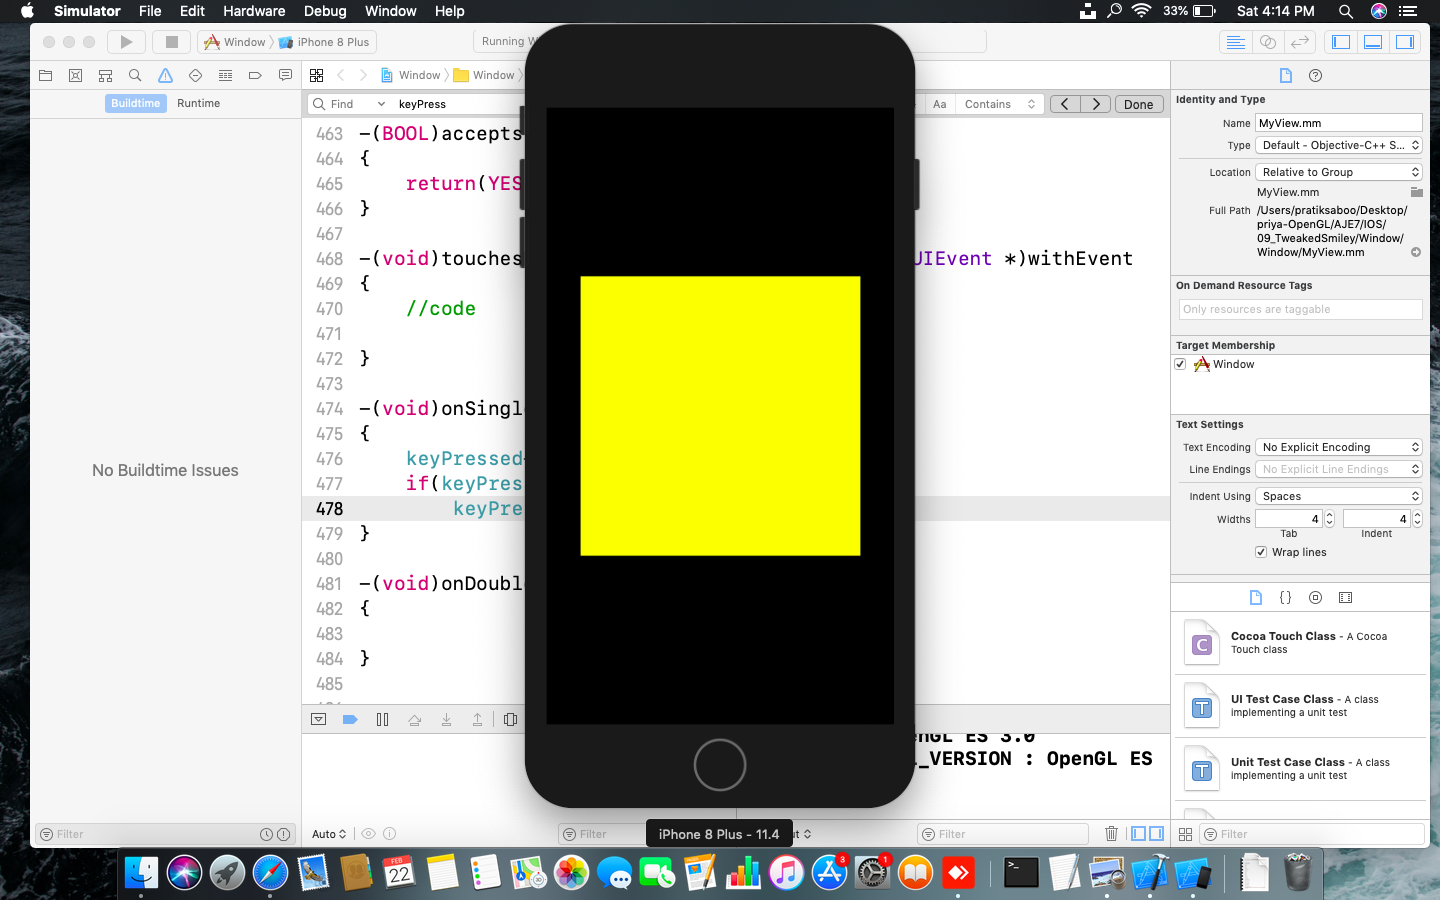 Simulator File Edit Hardware Debug Window Help 33% Sat 4:14 PM
Window iPhone 8 Plus Running W
Window Window
Buildtime Runtime
Find keyPress Aa Contains Done
463 -(BOOL)accepts
464 {
465 return(YES
466 }
467
468 -(void)touches UIEvent *)withEvent
469 {
470 //code
471
472 }
473
474 -(void)onSingl
475 {
476 keyPressed
477 if(keyPres
478 keyPre
479 }
480
481 -(void)onDoubl
482 {
483
484 }
485
No Buildtime Issues
Identity and Type
Name MyView.mm
Type Default - Objective-C++ S...
Location Relative to Group
MyView.mm
Full Path /Users/pratiksaboo/Desktop/
priya-OpenGL/AJE7/IOS/
09_TweakedSmiley/Window/
Window/MyView.mm
On Demand Resource Tags
Only resources are taggable
Target Membership
Window
Text Settings
Text Encoding No Explicit Encoding
Line Endings No Explicit Line Endings
Indent Using Spaces
Widths 4 4
Tab Indent
Wrap lines
{}
C Cocoa Touch Class - A Cocoa
Touch class
T UI Test Case Class - A class
implementing a unit test
T Unit Test Case Class - A class
implementing a unit test
GL ES 3.0
_VERSION : OpenGL ES
Filter Auto Filter Filter Filter
iPhone 8 Plus - 11.4
FEB
22
3
1